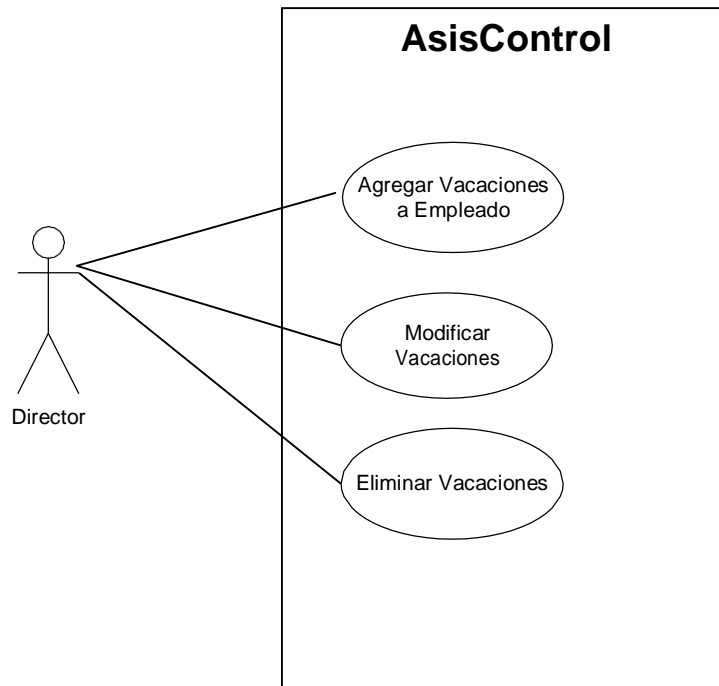 AsisControl
Agregar Vacaciones
a Empleado
Modificar
Vacaciones
Director
Eliminar Vacaciones